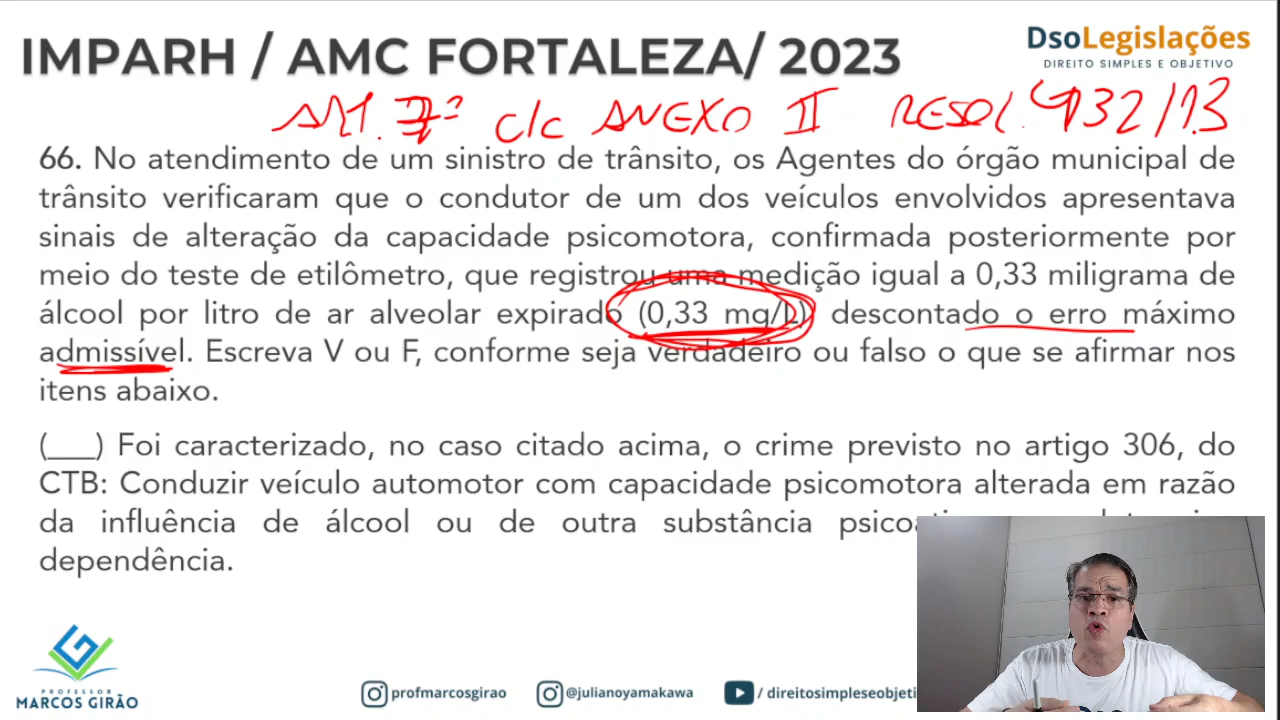 IMPARH / AMC FORTALEZA/ 2023
DsoLegislações
DIREITO SIMPLES E OBJETIVO
ART. 7º c/c ANEXO II RESOL. 432/13
66. No atendimento de um sinistro de trânsito, os Agentes do órgão municipal de
trânsito verificaram que o condutor de um dos veículos envolvidos apresentava
sinais de alteração da capacidade psicomotora, confirmada posteriormente por
meio do teste de etilômetro, que registrou uma medição igual a 0,33 miligrama de
álcool por litro de ar alveolar expirado (0,33 mg/L) descontado o erro máximo
admissível. Escreva V ou F, conforme seja verdadeiro ou falso o que se afirmar nos
itens abaixo.
(___) Foi caracterizado, no caso citado acima, o crime previsto no artigo 306, do
CTB: Conduzir veículo automotor com capacidade psicomotora alterada em razão
da influência de álcool ou de outra substância
dependência.
PROFESSOR
MARCOS GIRÃO
profmarcosgirao
@julianoyamakawa
/ direitosimpleseobjeti